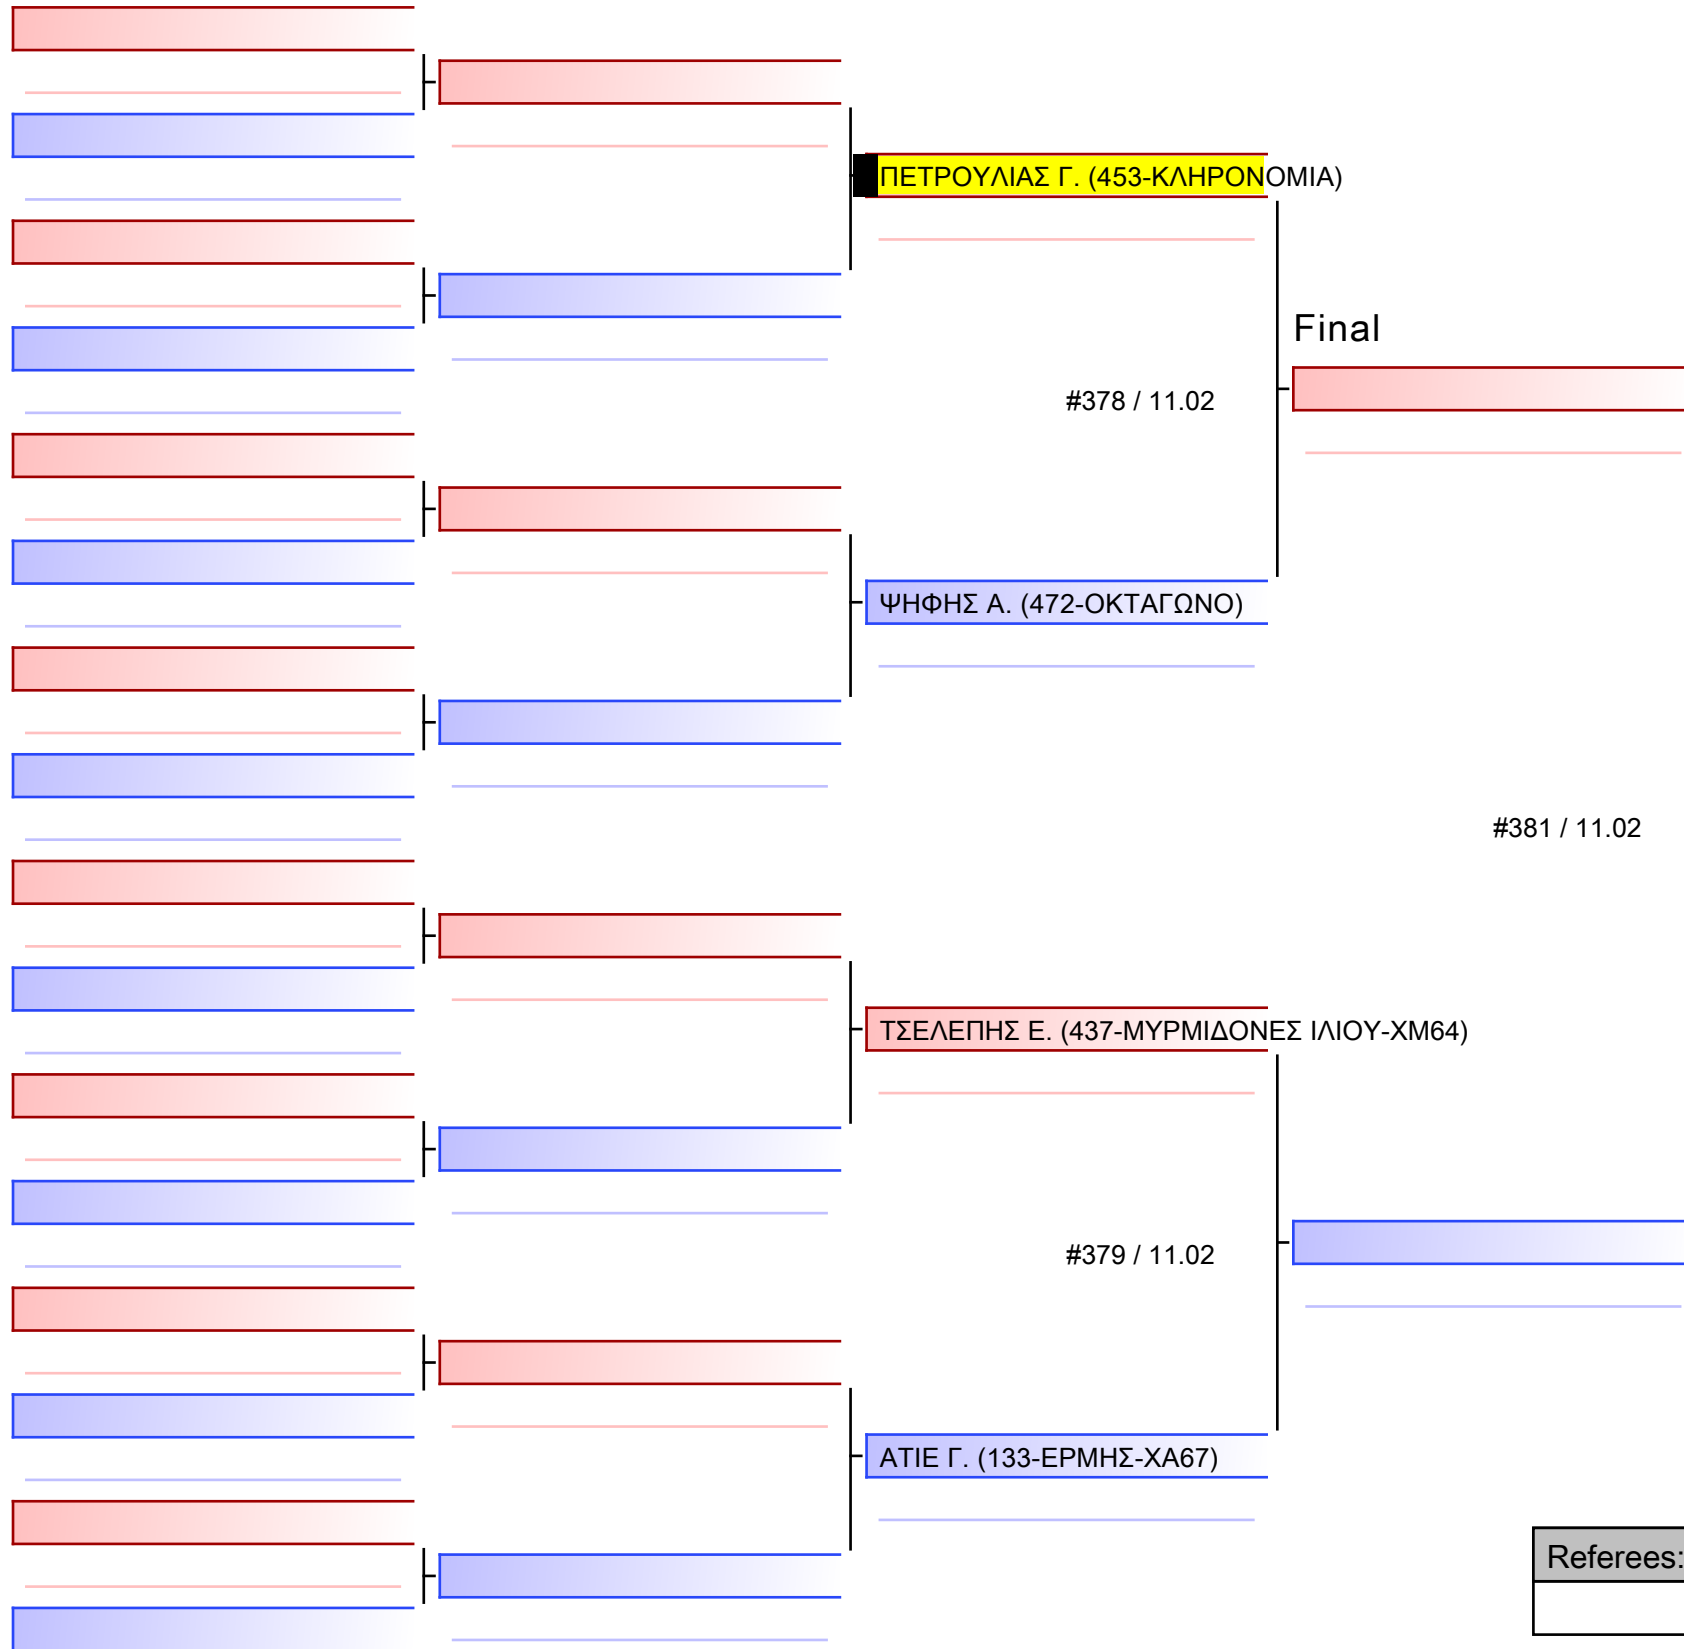 ΠΕΤΡΟΥΛΙΑΣ Γ. (453-ΚΛΗΡΟΝΟΜΙΑ)
Final
#378 / 11.02
ΨΗΦΗΣ Α. (472-ΟΚΤΑΓΩΝΟ)
#381 / 11.02
ΤΣΕΛΕΠΗΣ Ε. (437-ΜΥΡΜΙΔΟΝΕΣ ΙΛΙΟΥ-ΧΜ64)
#379 / 11.02
ΑΤΙΕ Γ. (133-ΕΡΜΗΣ-ΧΑ67)
Referees: